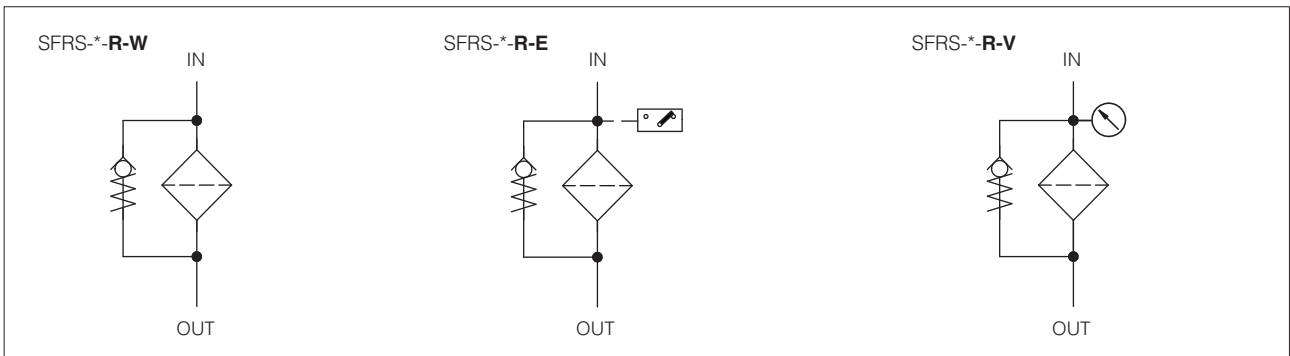 SFRS-*-R-W
IN
OUT
SFRS-*-R-E
IN
OUT
SFRS-*-R-V
IN
OUT